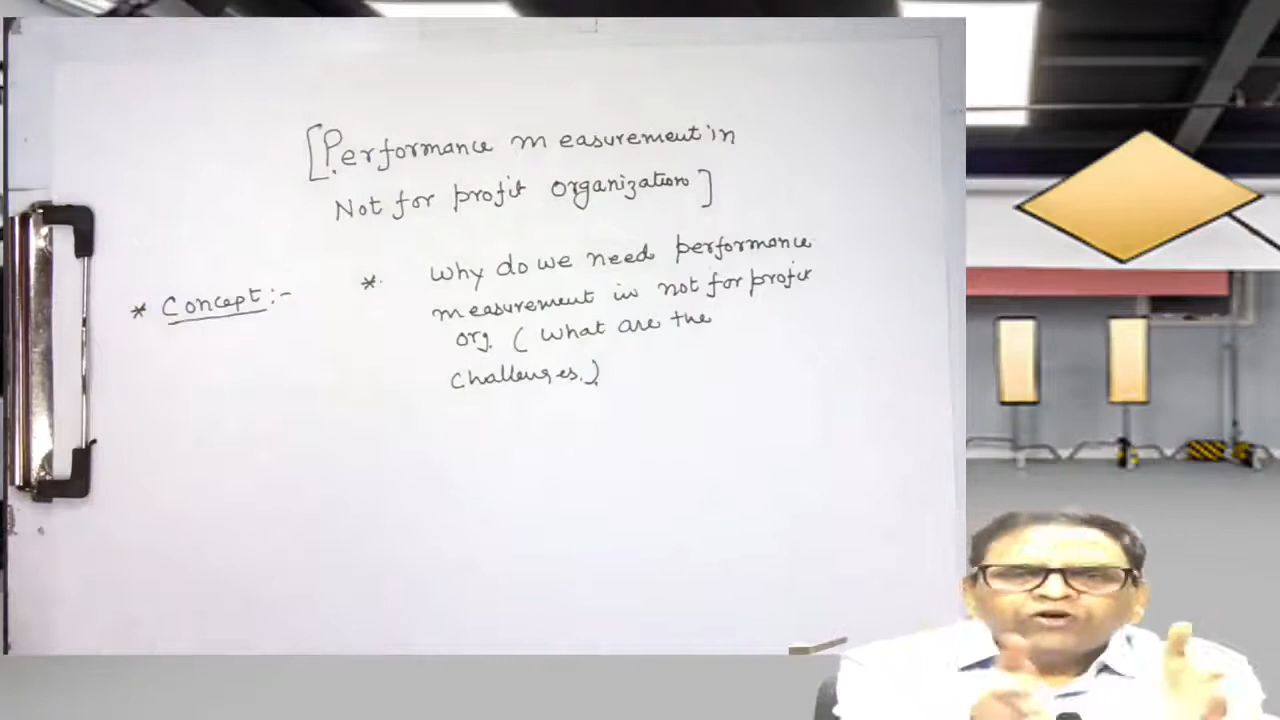 [Performance measurement in
Not for profit organization]
* Concept:-
*. Why do we need performance
measurement in not for profit
org. (What are the
challenges.)